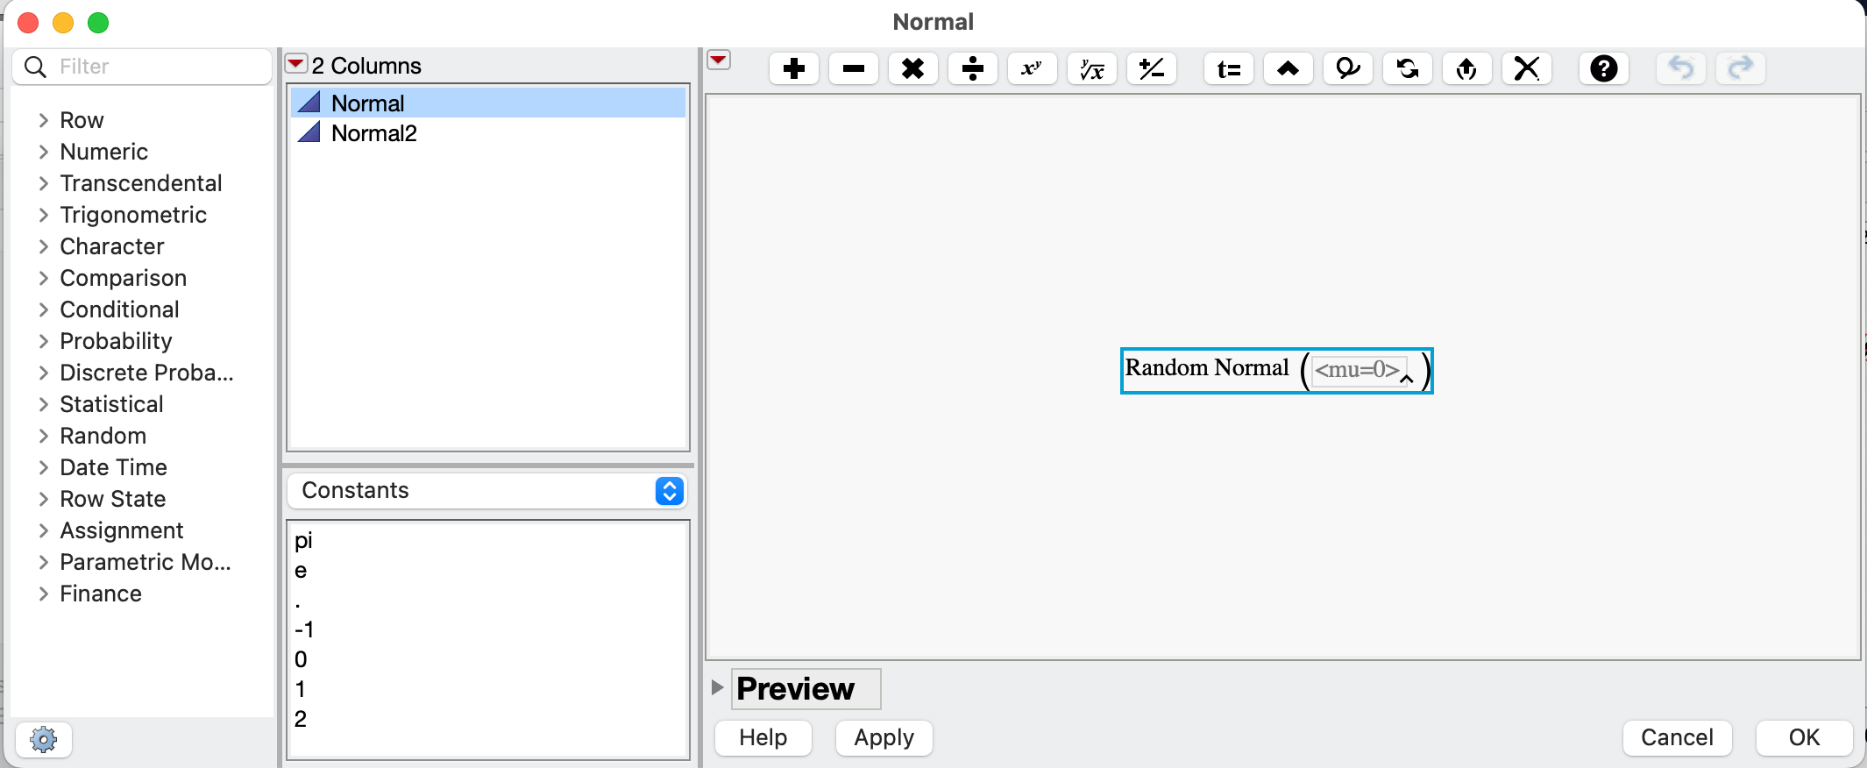 Normal
Filter
Row
Numeric
Transcendental
Trigonometric
Character
Comparison
Conditional
Probability
Discrete Proba...
Statistical
Random
Date Time
Row State
Assignment
Parametric Mo...
Finance
2 Columns
Normal
Normal2
Constants
pi
e
.
-1
0
1
2
xʸ
ʸ√x
t=
?
Random Normal (<mu=0>)
Preview
Help
Apply
Cancel
OK